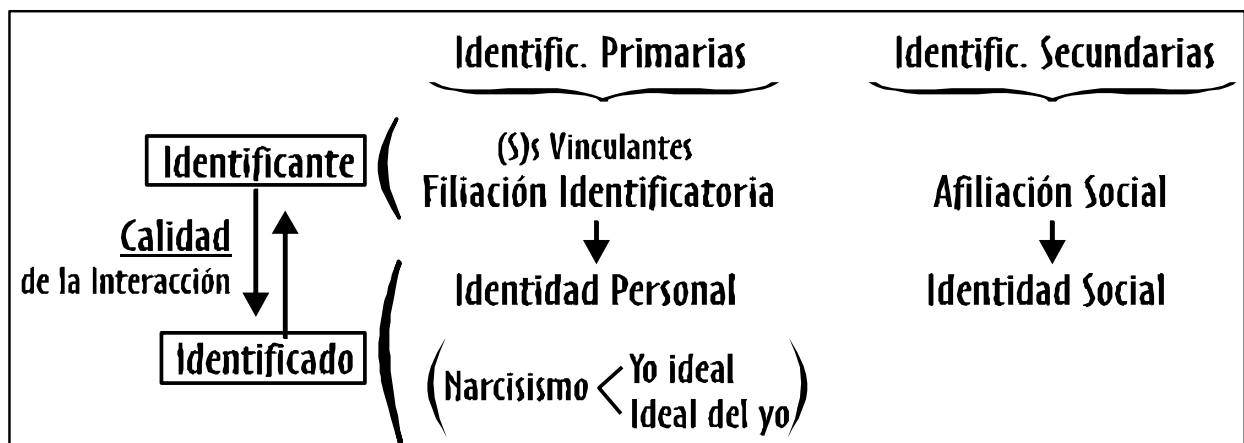 Identific. Primarias
Identific. Secundarias
Identificante
(S)s Vinculantes
Filiación Identificatoria
Afiliación Social
Calidad
de la Interacción
Identidad Personal
Identidad Social
Identificado
Narcisismo
Yo ideal
Ideal del yo